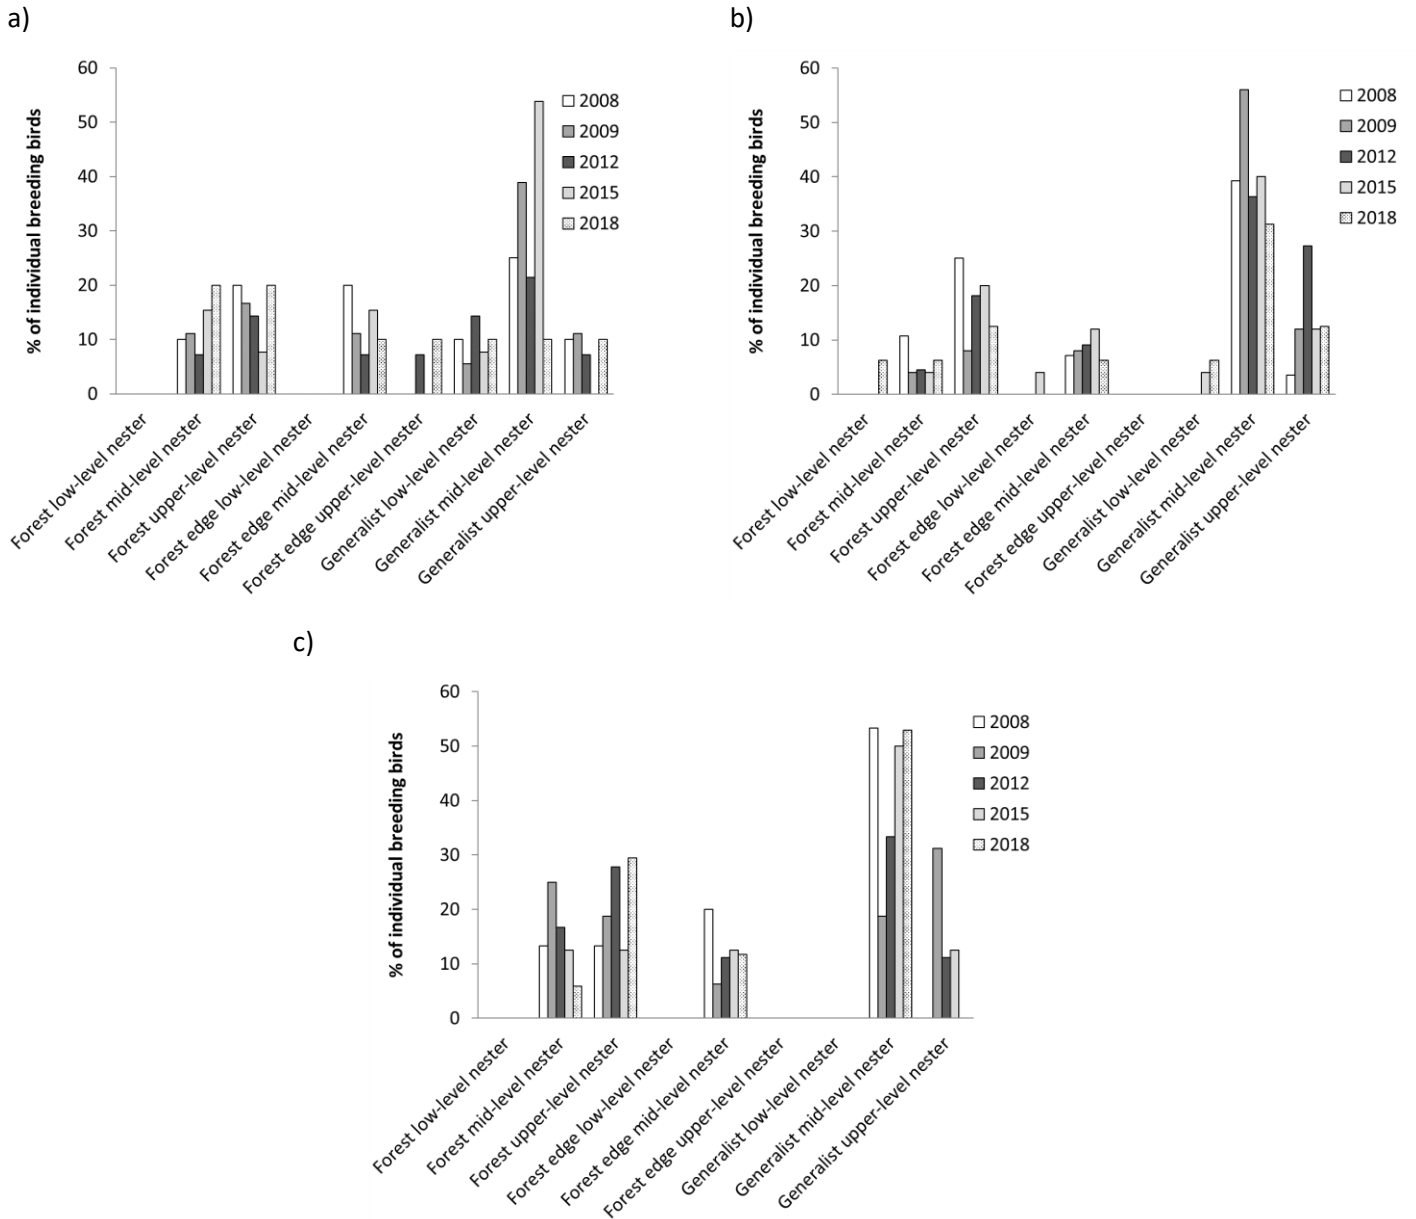 a)
% of individual breeding birds
60
50
40
30
20
10
0
2008
2009
2012
2015
2018
Forest low-level nester
Forest mid-level nester
Forest upper-level nester
Forest edge low-level nester
Forest edge mid-level nester
Forest edge upper-level nester
Generalist low-level nester
Generalist mid-level nester
Generalist upper-level nester
b)
% of individual breeding birds
60
50
40
30
20
10
0
2008
2009
2012
2015
2018
Forest low-level nester
Forest mid-level nester
Forest upper-level nester
Forest edge low-level nester
Forest edge mid-level nester
Forest edge upper-level nester
Generalist low-level nester
Generalist mid-level nester
Generalist upper-level nester
c)
% of individual breeding birds
60
50
40
30
20
10
0
2008
2009
2012
2015
2018
Forest low-level nester
Forest mid-level nester
Forest upper-level nester
Forest edge low-level nester
Forest edge mid-level nester
Forest edge upper-level nester
Generalist low-level nester
Generalist mid-level nester
Generalist upper-level nester